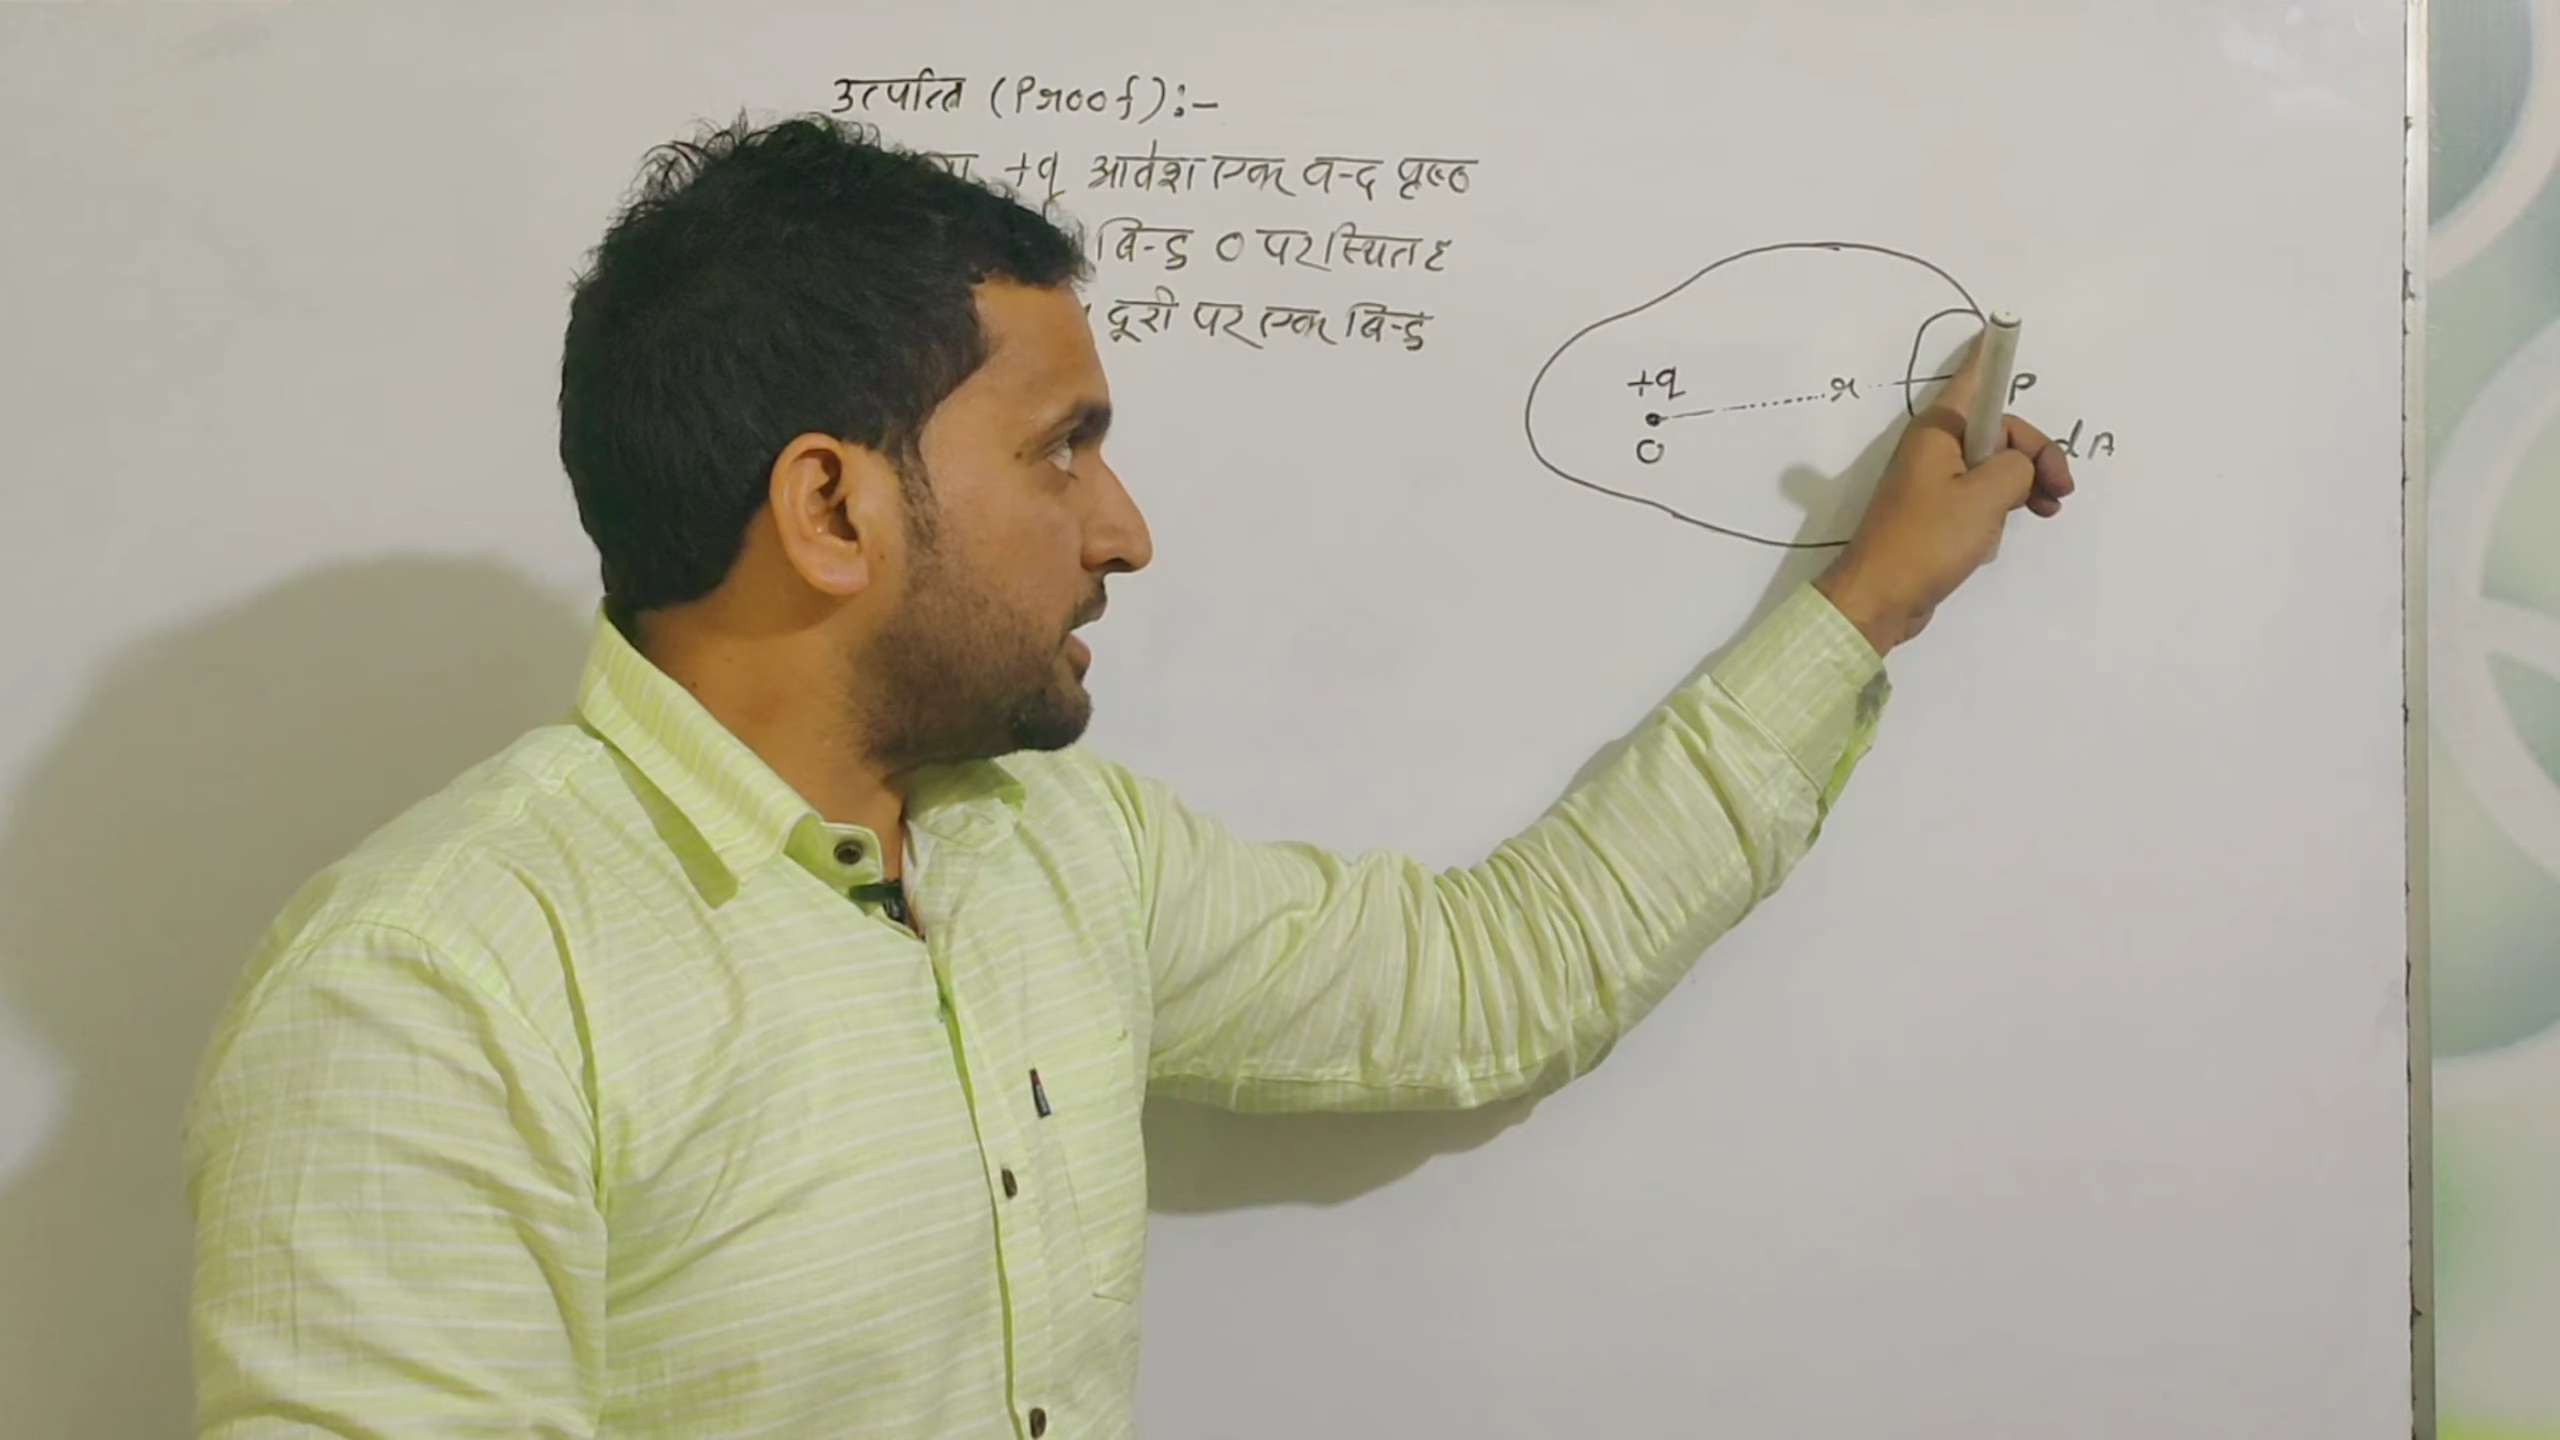 उत्पत्ति (Proof):-
+q आवेश एक बन्द पृष्ठ
बिन्दु O पर स्थित है
दूरी पर एक बिन्दु
+q
r
P
O
dA